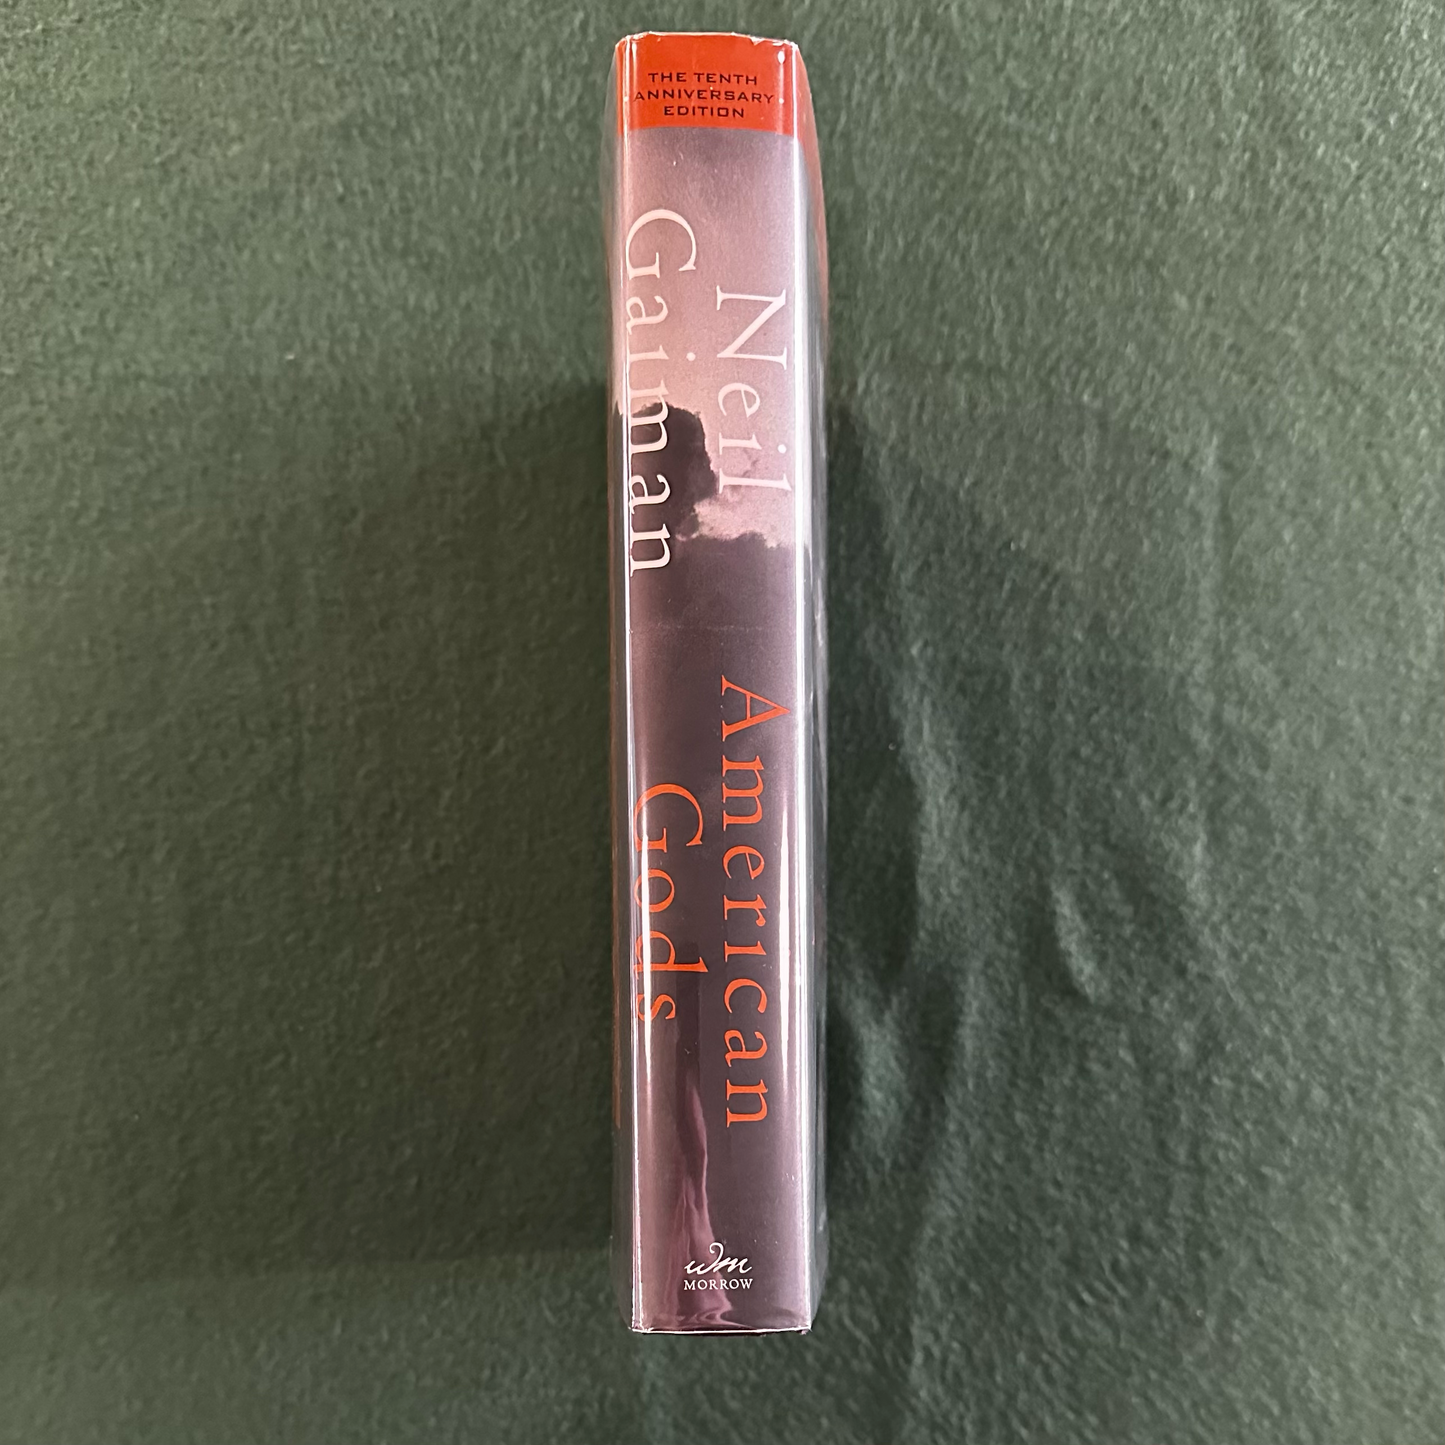 THE TENTH
ANNIVERSARY
EDITION
Neil
Gaiman
American
Gods
wm
MORROW